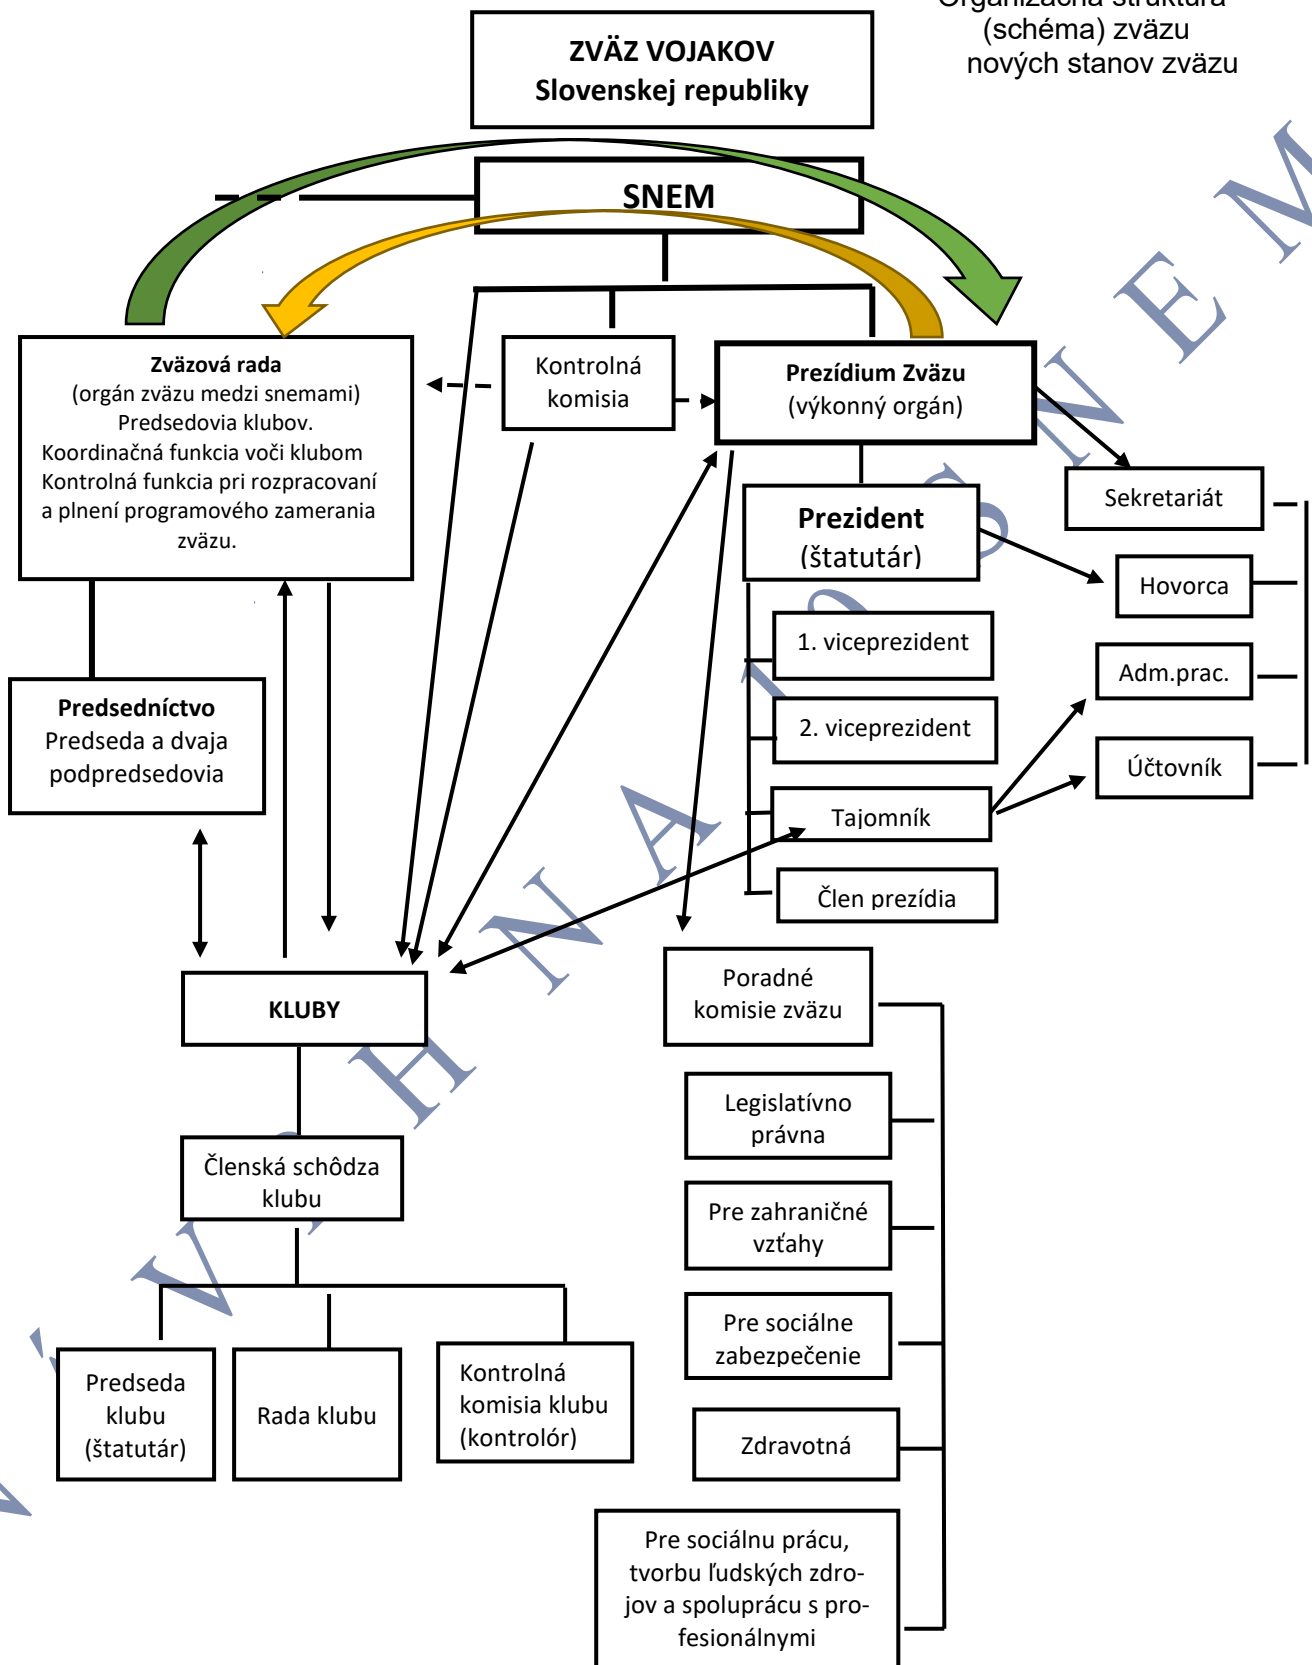 Organizačná štruktúra
(schéma) zväzu
nových stanov zväzu
ZVÄZ VOJAKOV
Slovenskej republiky
SNEM
Zväzová rada
(orgán zväzu medzi snemami)
Predsedovia klubov.
Koordinačná funkcia voči klubom
Kontrolná funkcia pri rozpracovaní
a plnení programového zamerania
zväzu.
Kontrolná
komisia
Prezídium Zväzu
(výkonný orgán)
Sekretariát
Prezident
(štatutár)
Hovorca
1. viceprezident
Adm.prac.
Predsedníctvo
Predseda a dvaja
podpredsedovia
2. viceprezident
Účtovník
Tajomník
Člen prezídia
KLUBY
Poradné
komisie zväzu
Legislatívno
právna
Členská schôdza
klubu
Pre zahraničné
vzťahy
Pre sociálne
zabezpečenie
Predseda
klubu
(štatutár)
Rada klubu
Kontrolná
komisia klubu
(kontrolór)
Zdravotná
Pre sociálnu prácu,
tvorbu ľudských zdro-
jov a spoluprácu s pro-
fesionálnymi